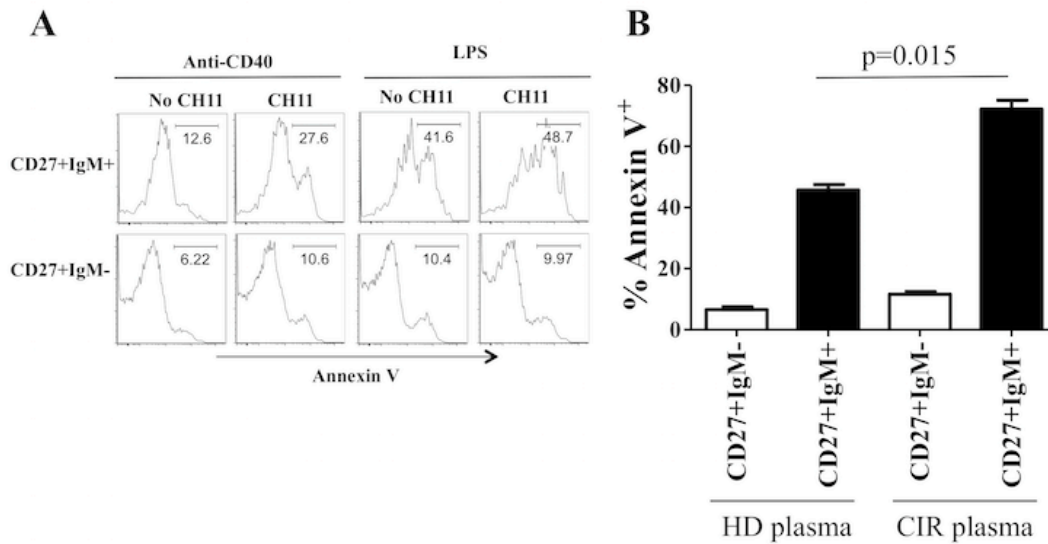 A
Anti-CD40 LPS
No CH11 CH11 No CH11 CH11
CD27+IgM+ 12.6 27.6 41.6 48.7
CD27+IgM- 6.22 10.6 10.4 9.97
Annexin V
B
p=0.015
% Annexin V+
80
60
40
20
0
CD27+IgM- CD27+IgM+ CD27+IgM- CD27+IgM+
HD plasma CIR plasma